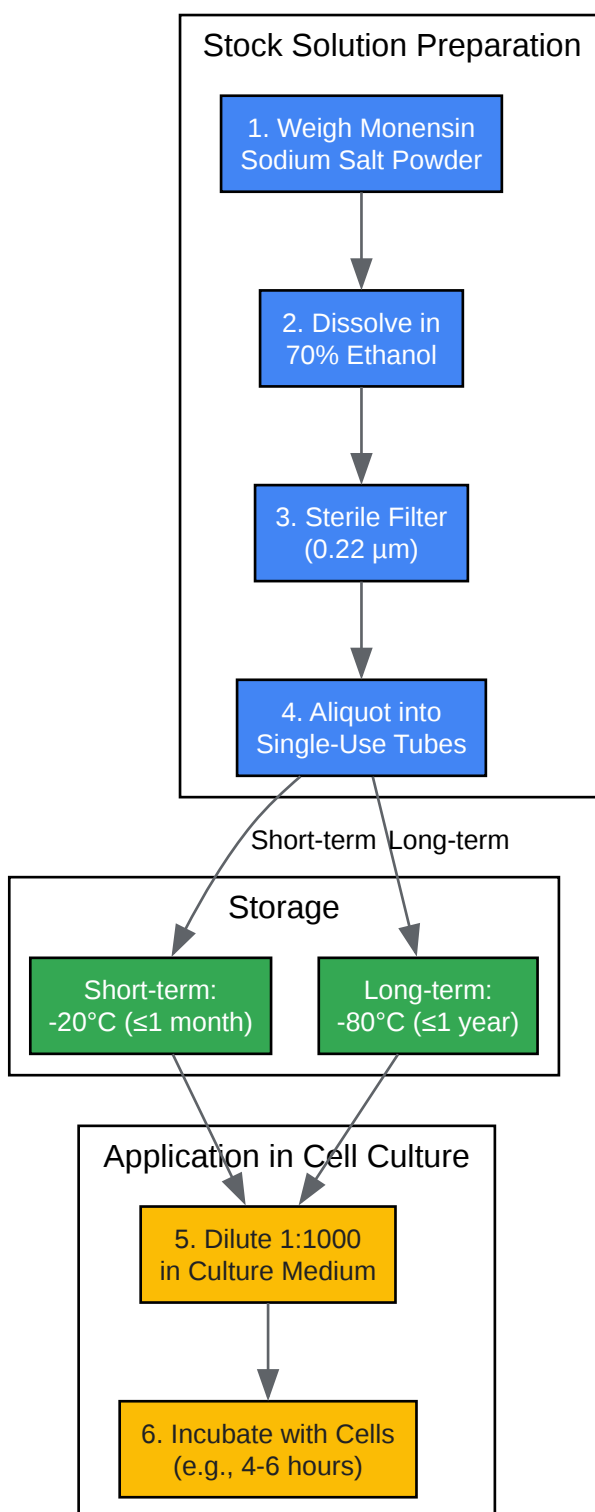 Stock Solution Preparation
1. Weigh Monensin
Sodium Salt Powder
2. Dissolve in
70% Ethanol
3. Sterile Filter
(0.22 µm)
4. Aliquot into
Single-Use Tubes
Short-term
Long-term
Storage
Short-term:
-20°C (≤1 month)
Long-term:
-80°C (≤1 year)
Application in Cell Culture
5. Dilute 1:1000
in Culture Medium
6. Incubate with Cells
(e.g., 4-6 hours)